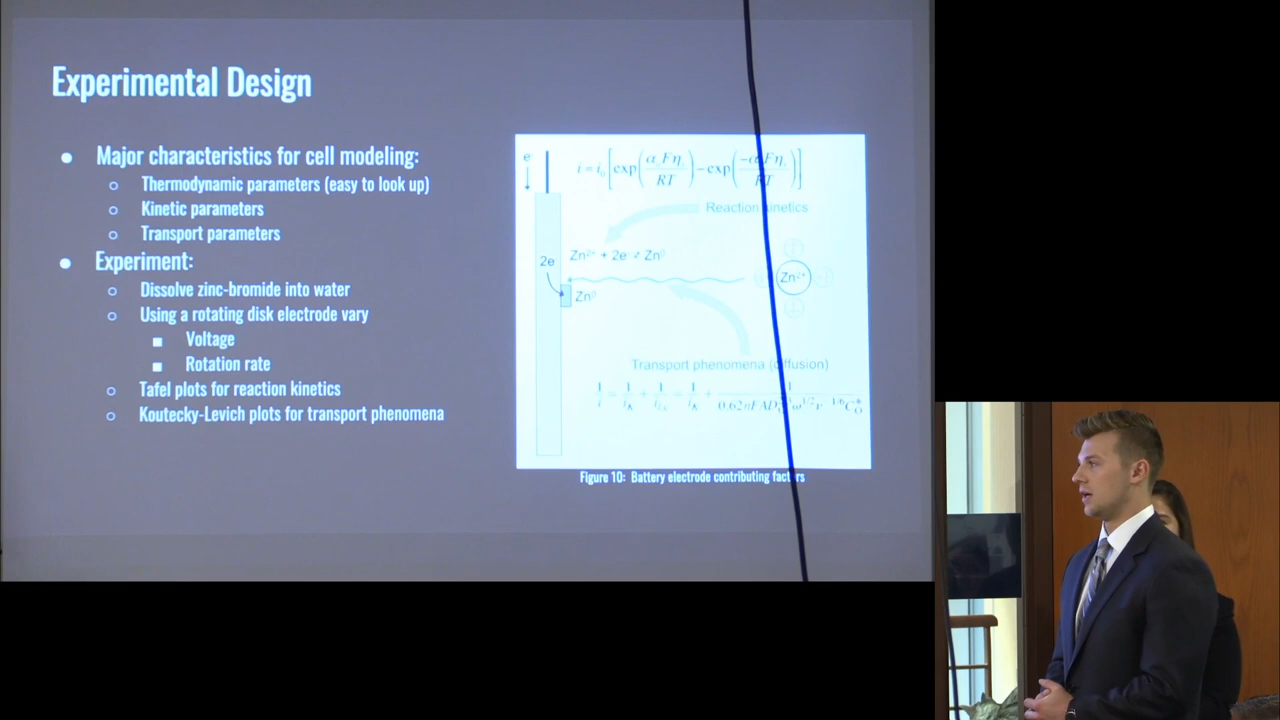 Experimental Design
● Major characteristics for cell modeling:
○ Thermodynamic parameters (easy to look up)
○ Kinetic parameters
○ Transport parameters
● Experiment:
○ Dissolve zinc-bromide into water
○ Using a rotating disk electrode vary
■ Voltage
■ Rotation rate
○ Tafel plots for reaction kinetics
○ Koutecky-Levich plots for transport phenomena
e
Reaction kinetics
Zn²⁺ + 2e ≠ Zn⁰
2e
Zn²⁺
Zn⁰
Transport phenomena (diffusion)
Figure 10: Battery electrode contributing factors